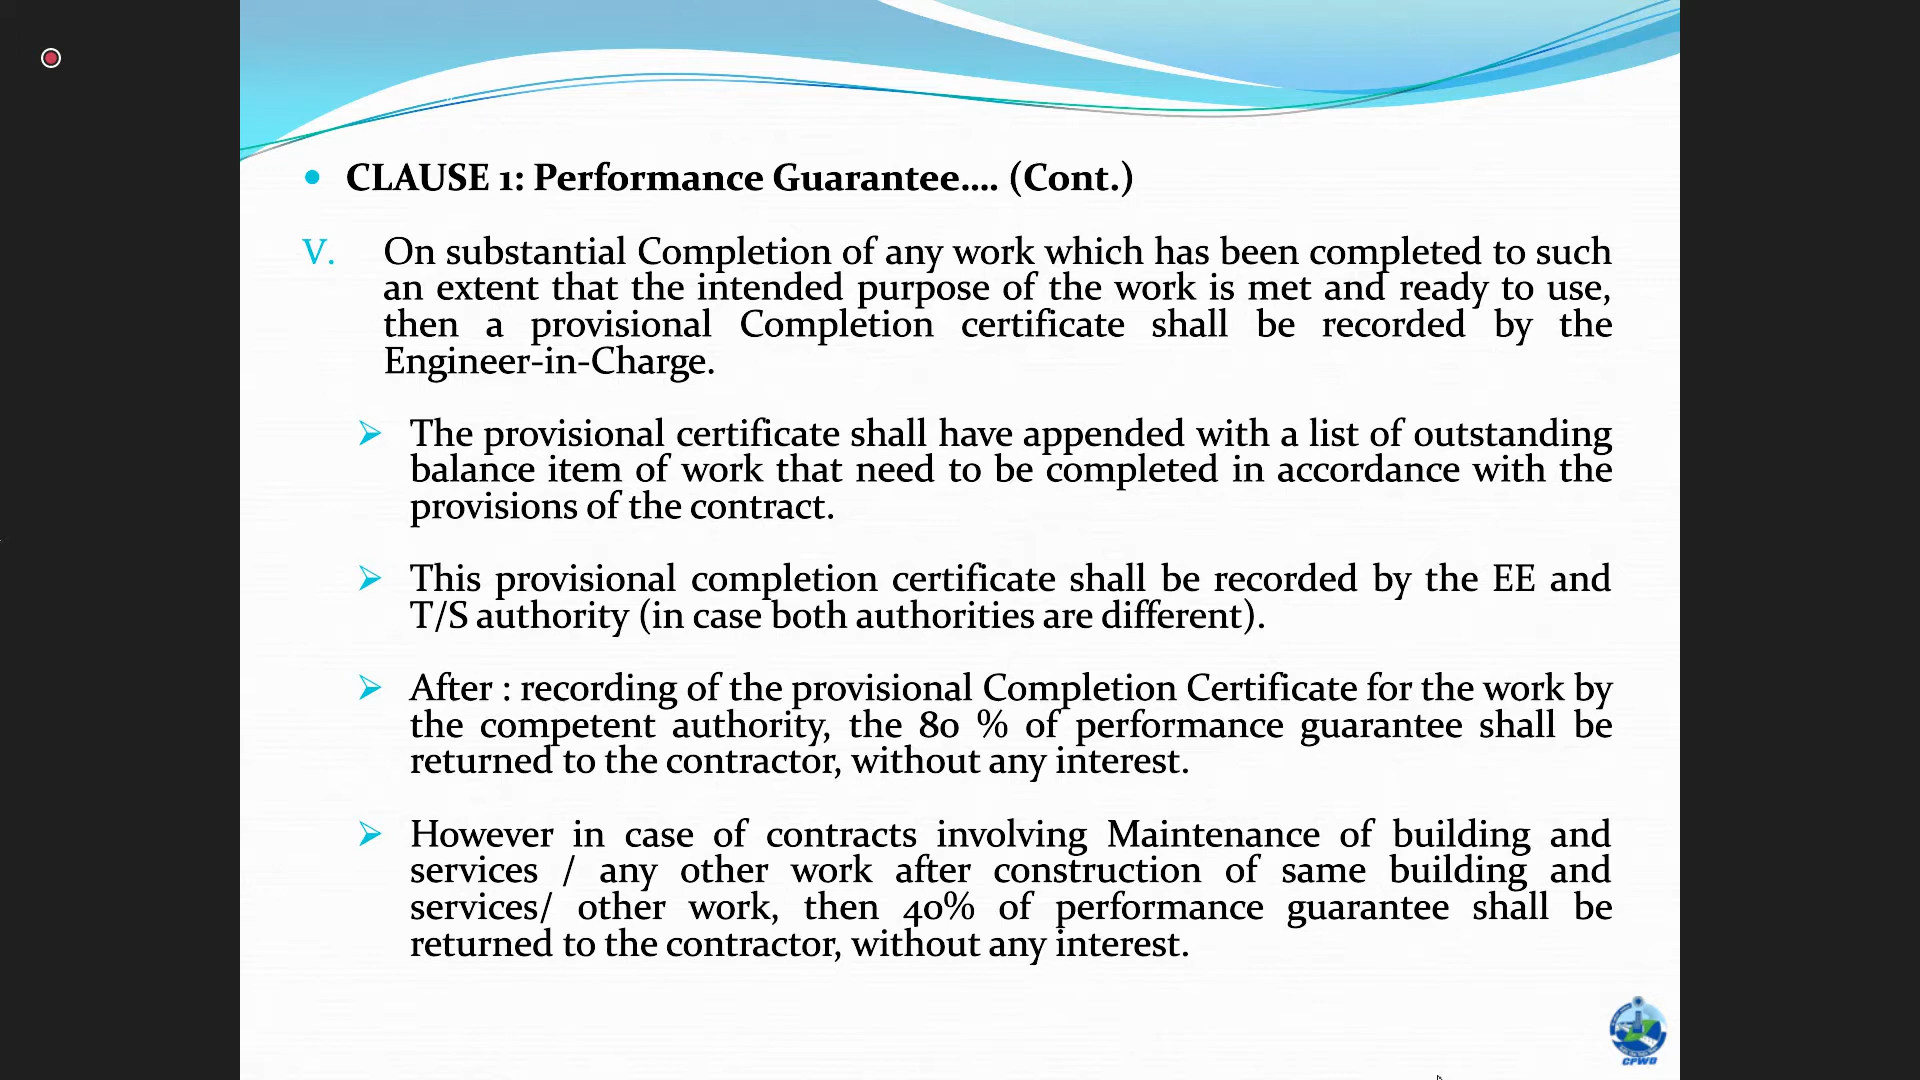 • CLAUSE 1: Performance Guarantee.... (Cont.)
V. On substantial Completion of any work which has been completed to such
an extent that the intended purpose of the work is met and ready to use,
then a provisional Completion certificate shall be recorded by the
Engineer-in-Charge.
➢ The provisional certificate shall have appended with a list of outstanding
balance item of work that need to be completed in accordance with the
provisions of the contract.
➢ This provisional completion certificate shall be recorded by the EE and
T/S authority (in case both authorities are different).
➢ After : recording of the provisional Completion Certificate for the work by
the competent authority, the 80 % of performance guarantee shall be
returned to the contractor, without any interest.
➢ However in case of contracts involving Maintenance of building and
services / any other work after construction of same building and
services/ other work, then 40% of performance guarantee shall be
returned to the contractor, without any interest.
CPWD